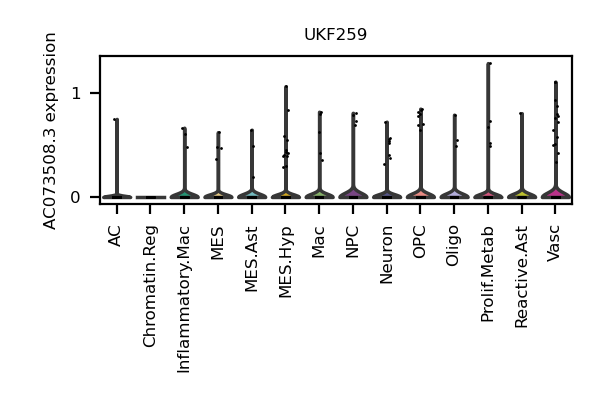 UKF259
AC073508.3 expression
1
0
AC
Chromatin.Reg
Inflammatory.Mac
MES
MES.Ast
MES.Hyp
Mac
NPC
Neuron
OPC
Oligo
Prolif.Metab
Reactive.Ast
Vasc